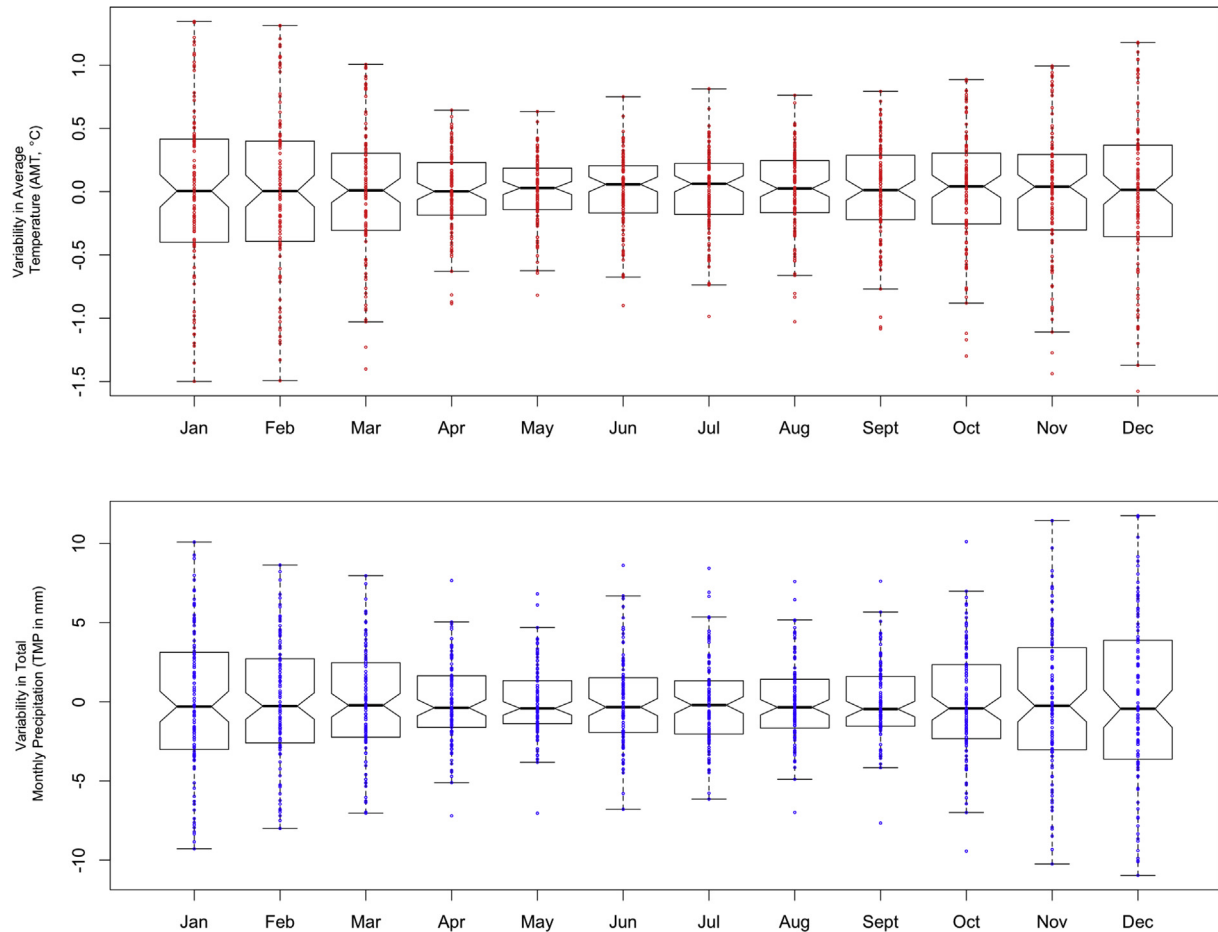 Variability in Average
Temperature (AMT, °C)
1.0
0.5
0.0
-0.5
-1.0
-1.5
Jan Feb Mar Apr May Jun Jul Aug Sept Oct Nov Dec
Variability in Total
Monthly Precipitation (TMP in mm)
10
5
0
-5
-10
Jan Feb Mar Apr May Jun Jul Aug Sept Oct Nov Dec